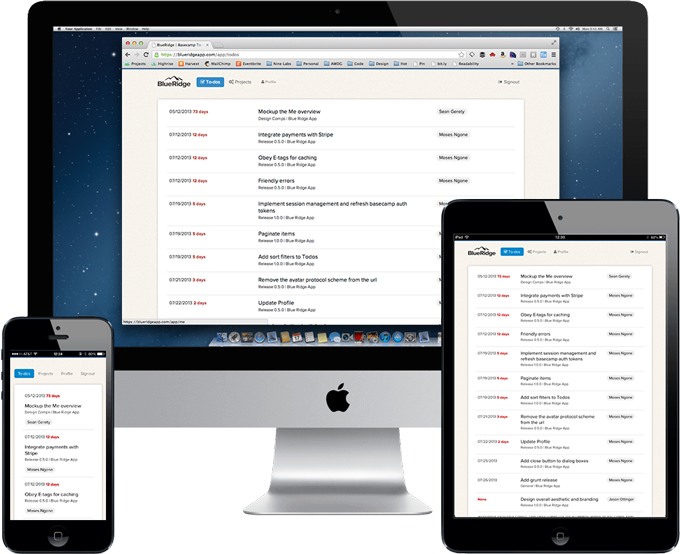 Your Application File Edit View Window Help
BlueRidge | Basecamp To-
https://blueridgeapp.com/app/todos
Projects Highrise Harvest MailChimp Eventbrite Nine Labs Personal AWDG Code Design Hot Pin bit.ly Readability Other Bookmarks
BlueRidge To-dos Projects Profile Signout
05/12/2013 73 days Mockup the Me overview Sean Gerety
Design Comps | Blue Ridge App
07/12/2013 12 days Integrate payments with Stripe Moses Ngone
Release 0.5.0 | Blue Ridge App
07/12/2013 12 days Obey E-tags for caching Moses Ngone
Release 0.5.0 | Blue Ridge App
07/12/2013 12 days Friendly errors Moses Ngone
Release 0.5.0 | Blue Ridge App
07/19/2013 5 days Implement session management and refresh basecamp auth
tokens
Release 1.0.0 | Blue Ridge App
07/19/2013 5 days Paginate items
Release 1.0.0 | Blue Ridge App
07/19/2013 5 days Add sort filters to Todos
Release 1.0.0 | Blue Ridge App
07/21/2013 3 days Remove the avatar protocol scheme from the url
Release 0.9.0 | Blue Ridge App
07/22/2013 2 days Update Profile
https://blueridgeapp.com/app/me
iPad 12:30 92%
BlueRidge To-dos Projects Profile Signout
05/12/2013 73 days Mockup the Me overview Sean Gerety
Design Comps | Blue Ridge App
07/12/2013 12 days Integrate payments with Stripe Moses Ngone
Release 0.5.0 | Blue Ridge App
07/12/2013 12 days Obey E-tags for caching Moses Ngone
Release 0.5.0 | Blue Ridge App
07/12/2013 12 days Friendly errors Moses Ngone
Release 0.5.0 | Blue Ridge App
07/19/2013 5 days Implement session management and Moses Ngone
refresh basecamp auth tokens
Release 1.0.0 | Blue Ridge App
07/19/2013 5 days Paginate items Moses Ngone
Release 1.0.0 | Blue Ridge App
07/19/2013 5 days Add sort filters to Todos Moses Ngone
Release 1.0.0 | Blue Ridge App
07/21/2013 3 days Remove the avatar protocol scheme Moses Ngone
from the url
Release 0.9.0 | Blue Ridge App
07/22/2013 2 days Update Profile Moses Ngone
Release 1.0.0 | Blue Ridge App
07/25/2013 Add close button to dialog boxes Moses Ngone
Release 0.9.0 | Blue Ridge App
07/25/2013 Add grunt release Moses Ngone
General | Blue Ridge App
None Design overall aesthetic and branding Jason Ottinger
Release 1.0.0 | Blue Ridge App
AT&T 12:24 80%
To-dos Projects Profile Signout
05/12/2013 73 days
Mockup the Me overview
Design Comps | Blue Ridge App
Sean Gerety
07/12/2013 12 days
Integrate payments with
Stripe
Release 0.5.0 | Blue Ridge App
Moses Ngone
07/12/2013 12 days
Obey E-tags for caching
Release 0.5.0 | Blue Ridge App
Moses Ngone